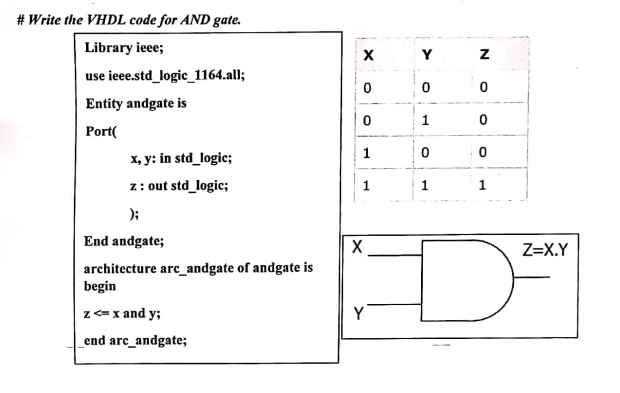 # Write the VHDL code for AND gate.
Library ieee;
use ieee.std_logic_1164.all;
Entity andgate is
Port(
x, y: in std_logic;
z : out std_logic;
);
End andgate;
architecture arc_andgate of andgate is
begin
z <= x and y;
end arc_andgate;
X Y Z
0 0 0
0 1 0
1 0 0
1 1 1
X
Z=X.Y
Y